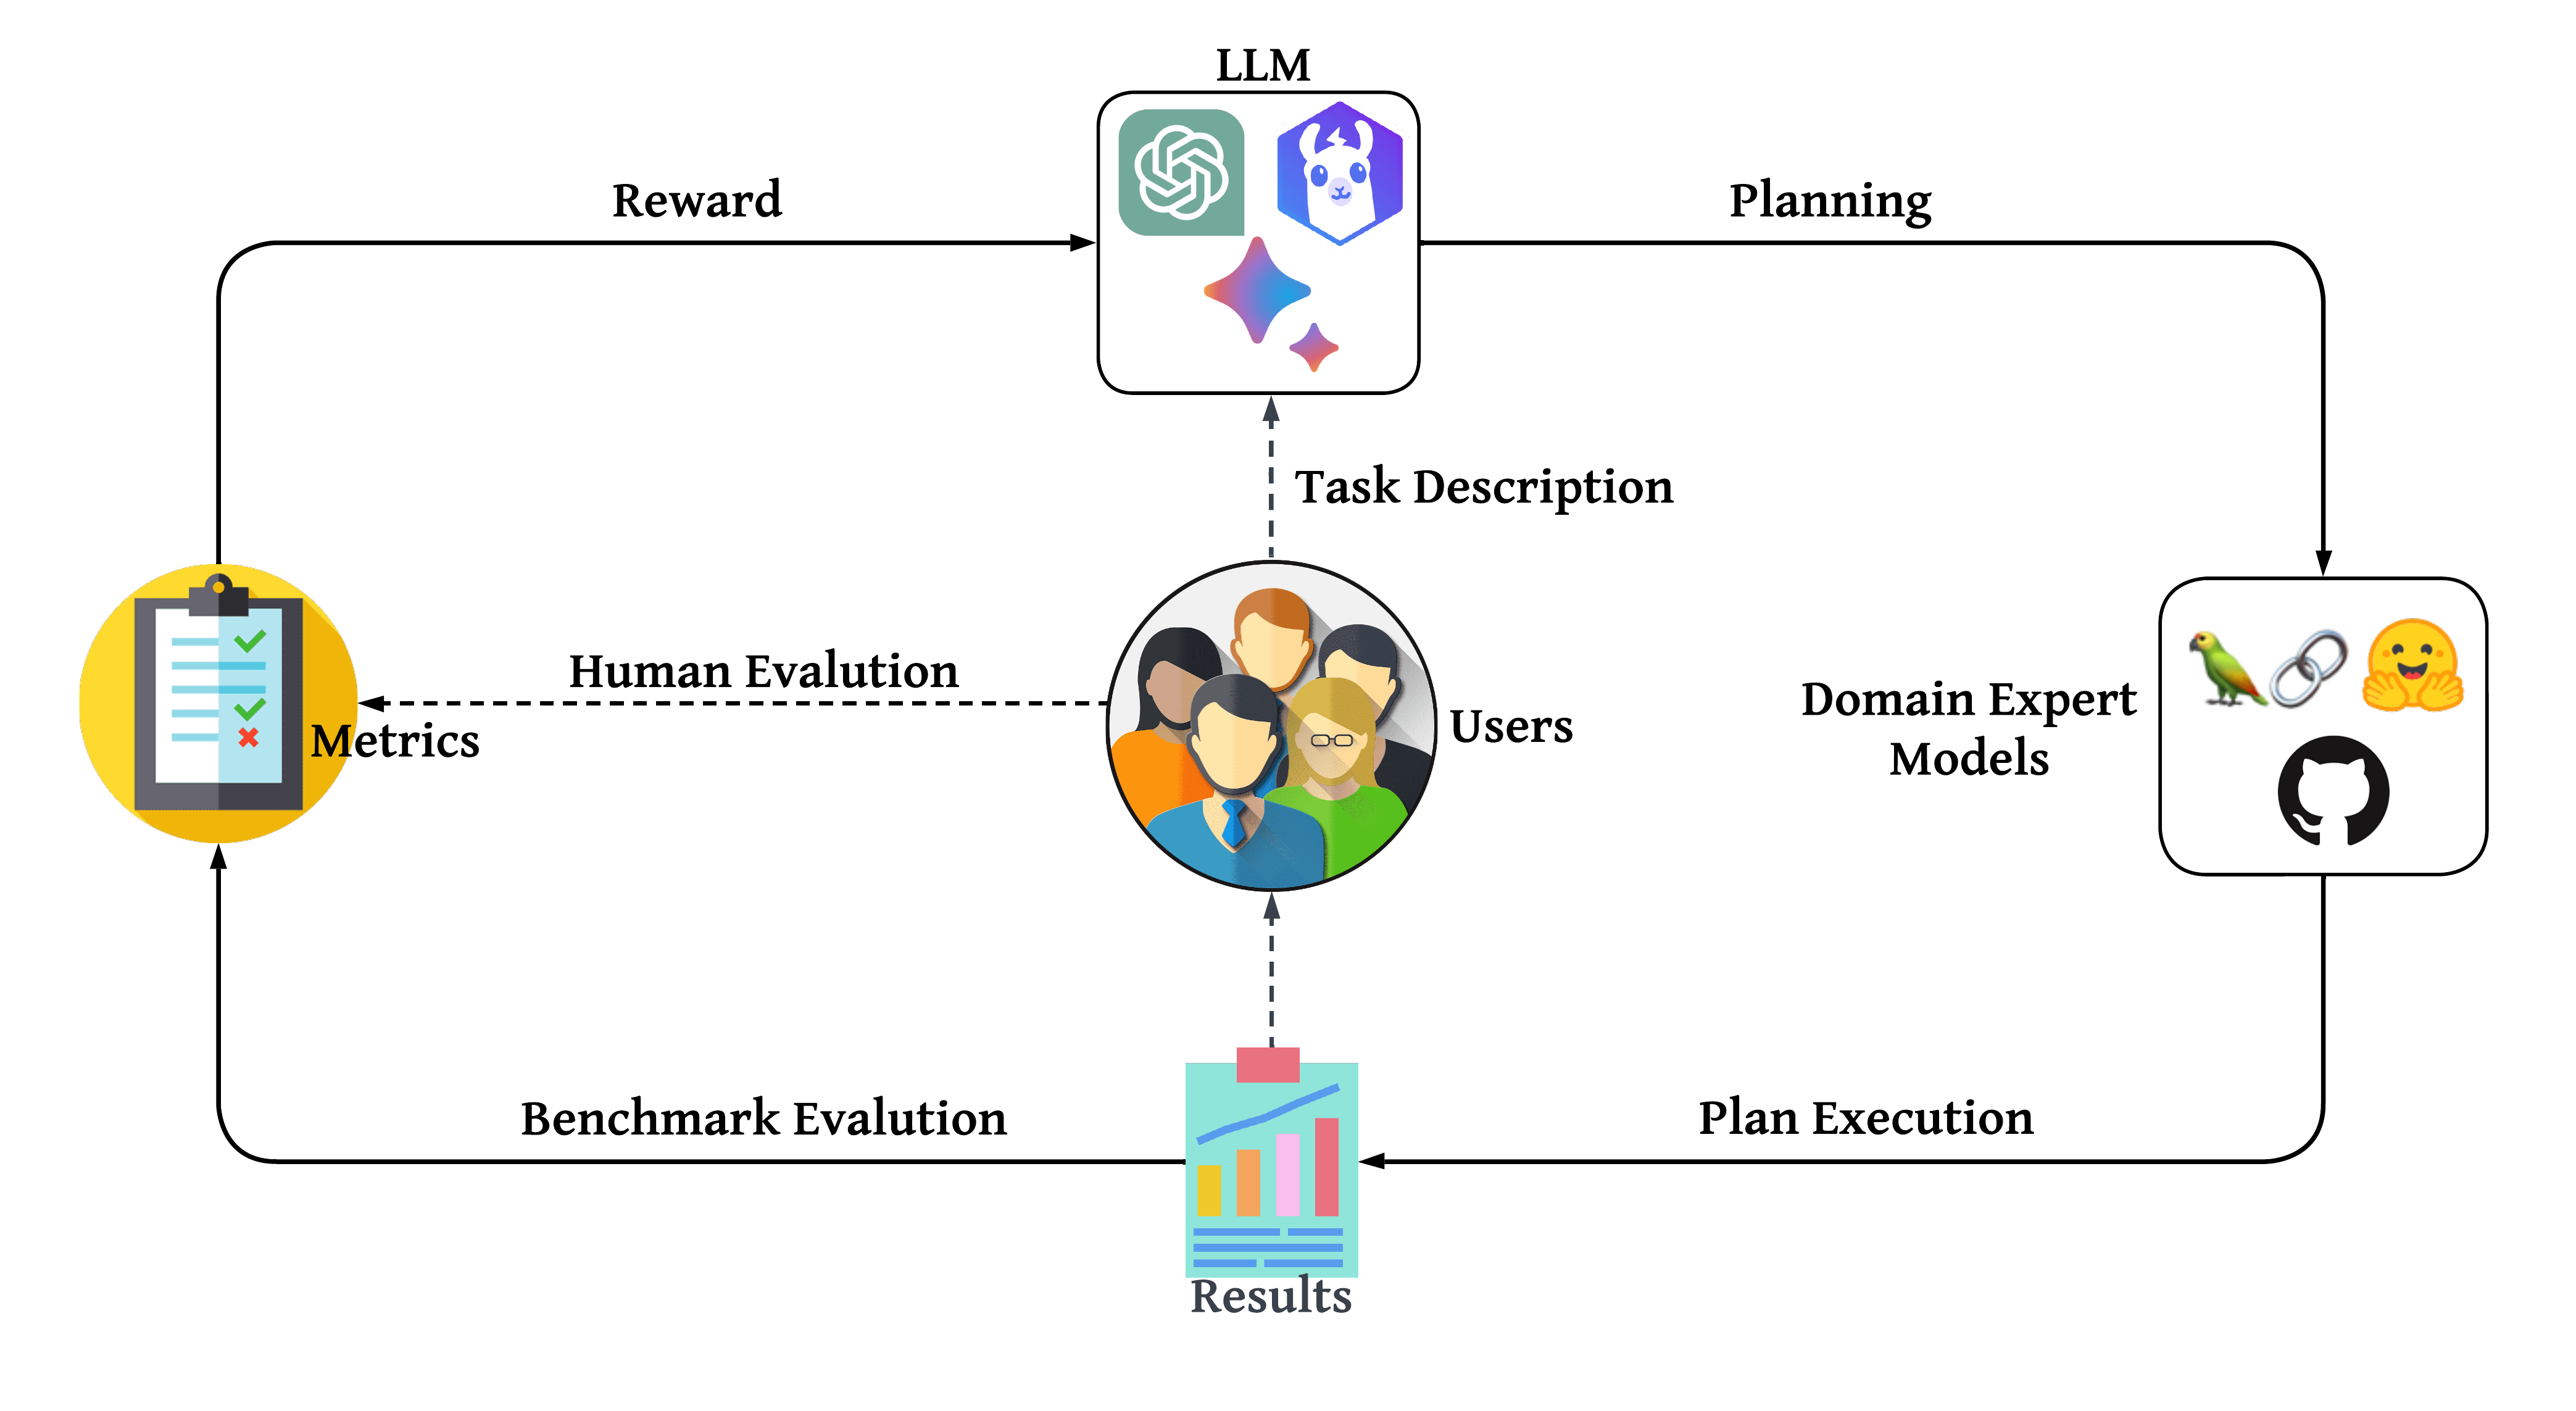 LLM
Reward
Planning
Task Description
Human Evalution
Metrics
Users
Domain Expert
Models
Benchmark Evalution
Plan Execution
Results